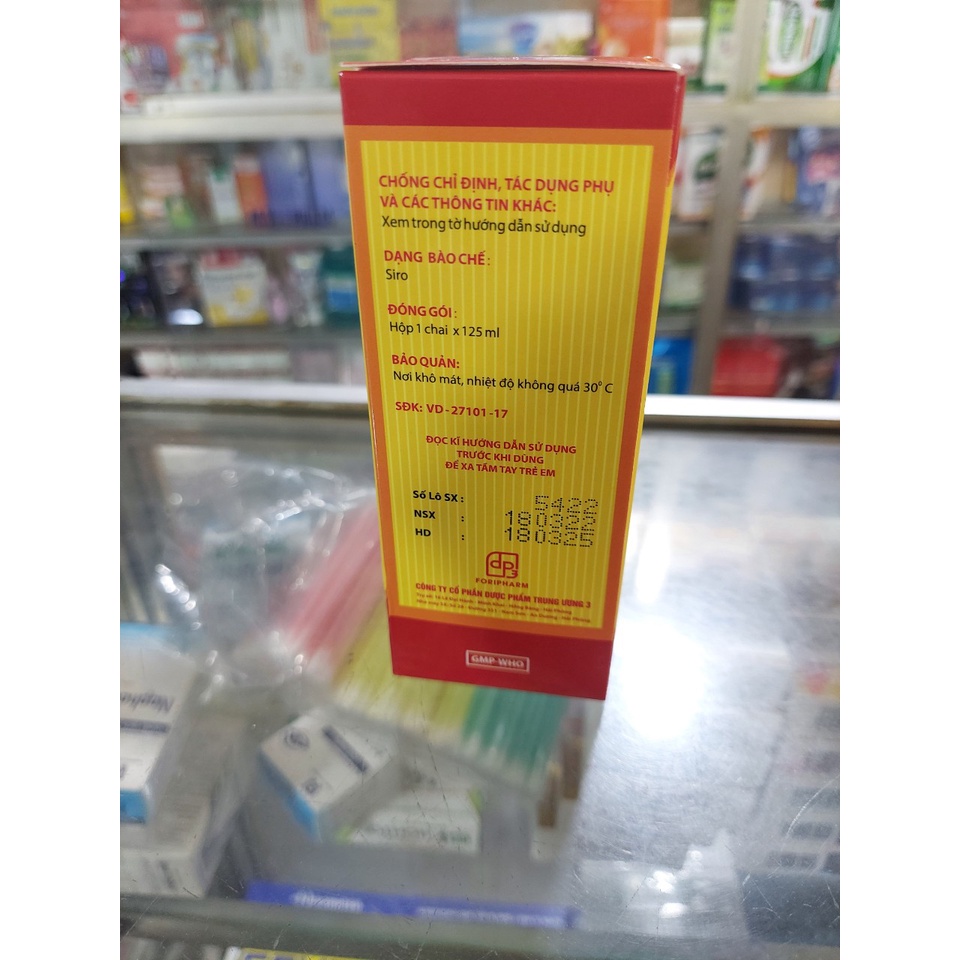 CHỐNG CHỈ ĐỊNH, TÁC DỤNG PHỤ
VÀ CÁC THÔNG TIN KHÁC:
Xem trong tờ hướng dẫn sử dụng
DẠNG BÀO CHẾ:
Siro
ĐÓNG GÓI:
Hộp 1 chai x 125 ml
BẢO QUẢN:
Nơi khô mát, nhiệt độ không quá 30⁰ C
SĐK: VD - 27101 -17
ĐỌC KĨ HƯỚNG DẪN SỬ DỤNG
TRƯỚC KHI DÙNG
ĐỂ XA TẦM TAY TRẺ EM
Số Lô SX : 5422
NSX : 180322
HD : 180325
dp3
FORIPHARM
CÔNG TY CỔ PHẦN DƯỢC PHẨM TRUNG ƯƠNG 3
GMP-WHO